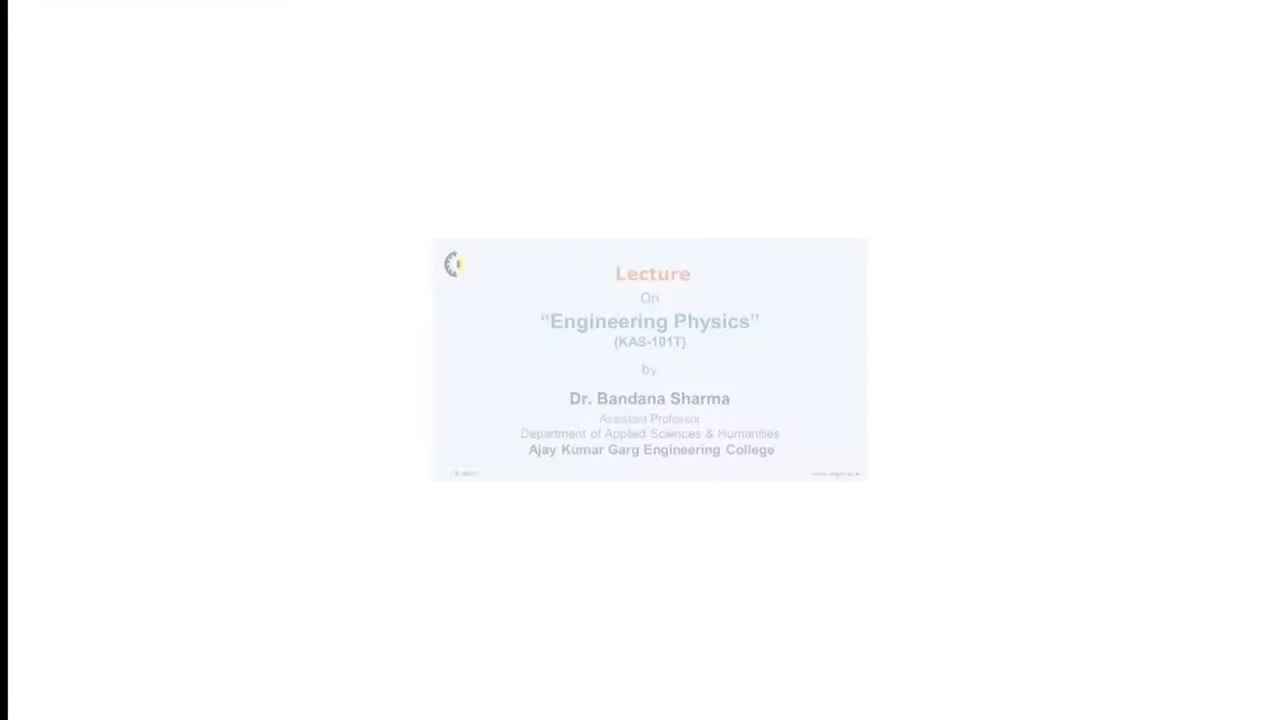 Lecture
On
“Engineering Physics”
(KAS-101T)
by
Dr. Bandana Sharma
Assistant Professor
Department of Applied Sciences & Humanities
Ajay Kumar Garg Engineering College